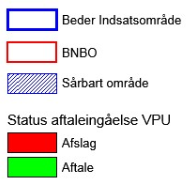 Beder Indsatsområde
BNBO
Sårbart område
Status aftaleingåelse VPU
Afslag
Aftale